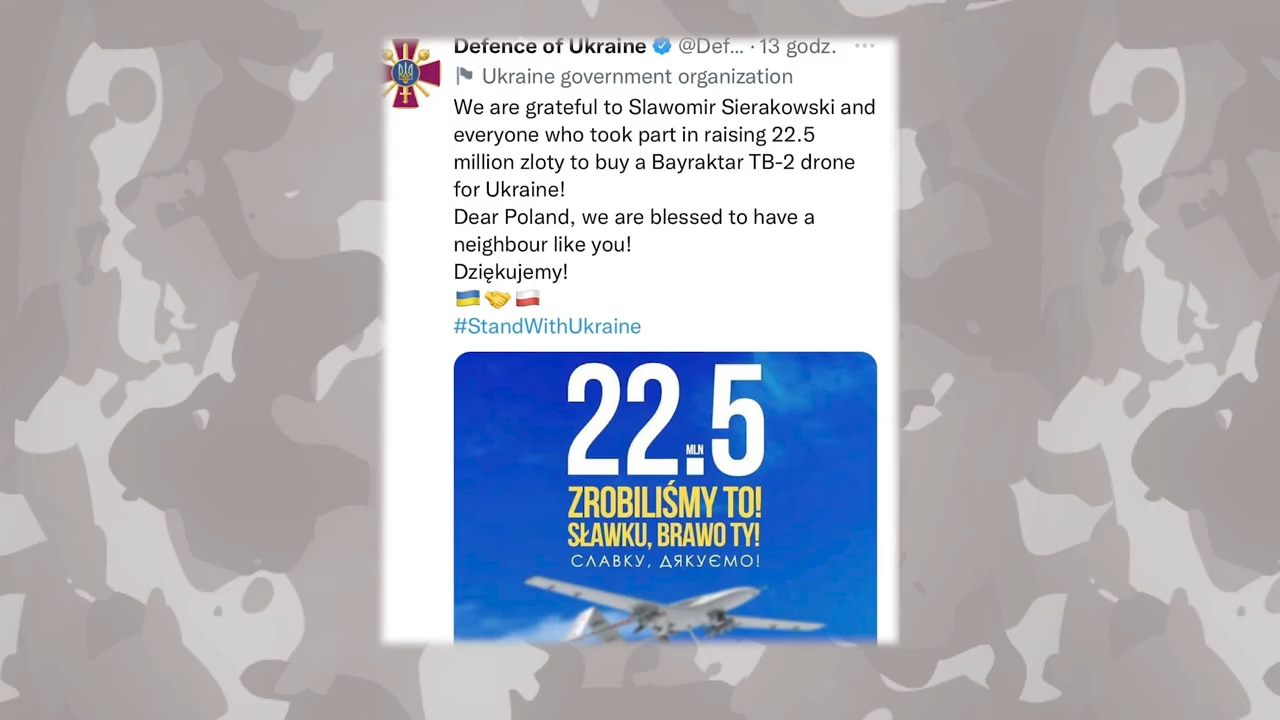 Defence of Ukraine @Def... · 13 godz. ...
Ukraine government organization
We are grateful to Slawomir Sierakowski and
everyone who took part in raising 22.5
million zloty to buy a Bayraktar TB-2 drone
for Ukraine!
Dear Poland, we are blessed to have a
neighbour like you!
Dziękujemy!
🇺🇦🤝🇵🇱
#StandWithUkraine
22.5
MLN
ZROBILIŚMY TO!
SŁAWKU, BRAWO TY!
СЛАВКУ, ДЯКУЄМО!